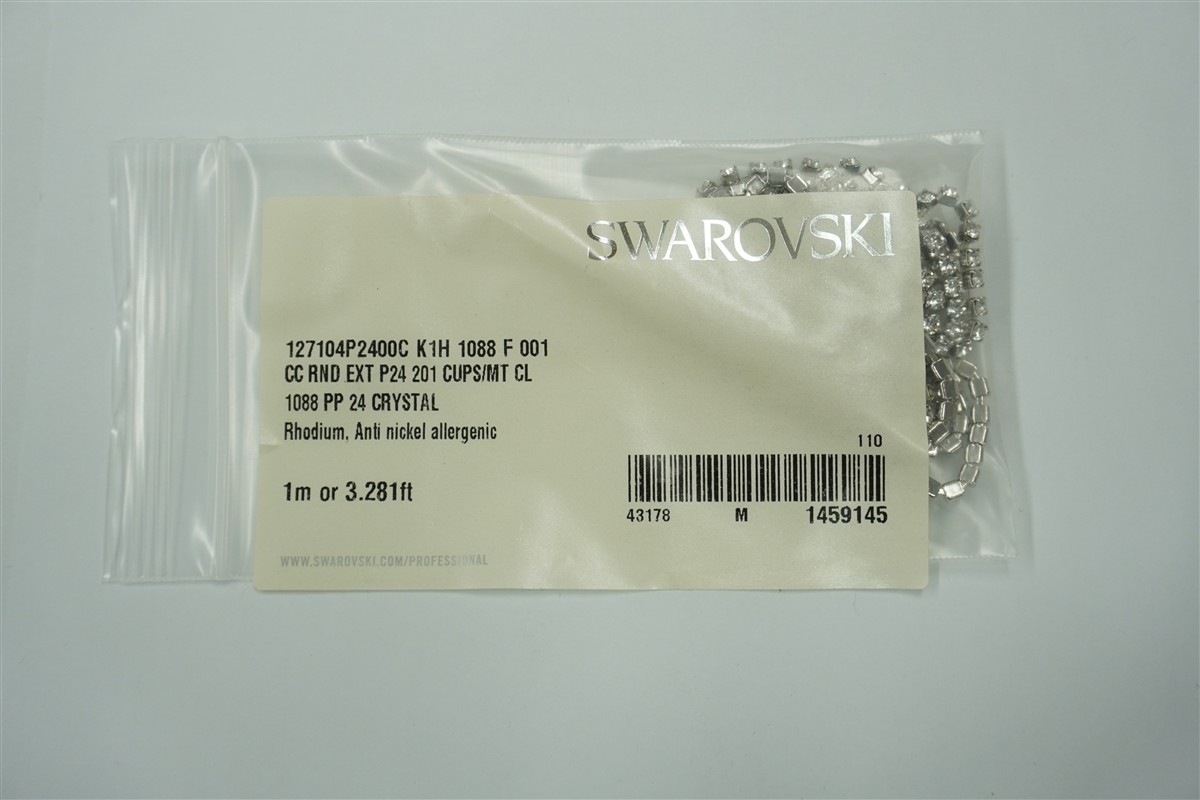 SWAROVSKI
127104P2400C K1H 1088 F 001
CC RND EXT P24 201 CUPS/MT CL
1088 PP 24 CRYSTAL
Rhodium, Anti nickel allergenic
1m or 3.281ft
110
43178 M 1459145
WWW.SWAROVSKI.COM/PROFESSIONAL